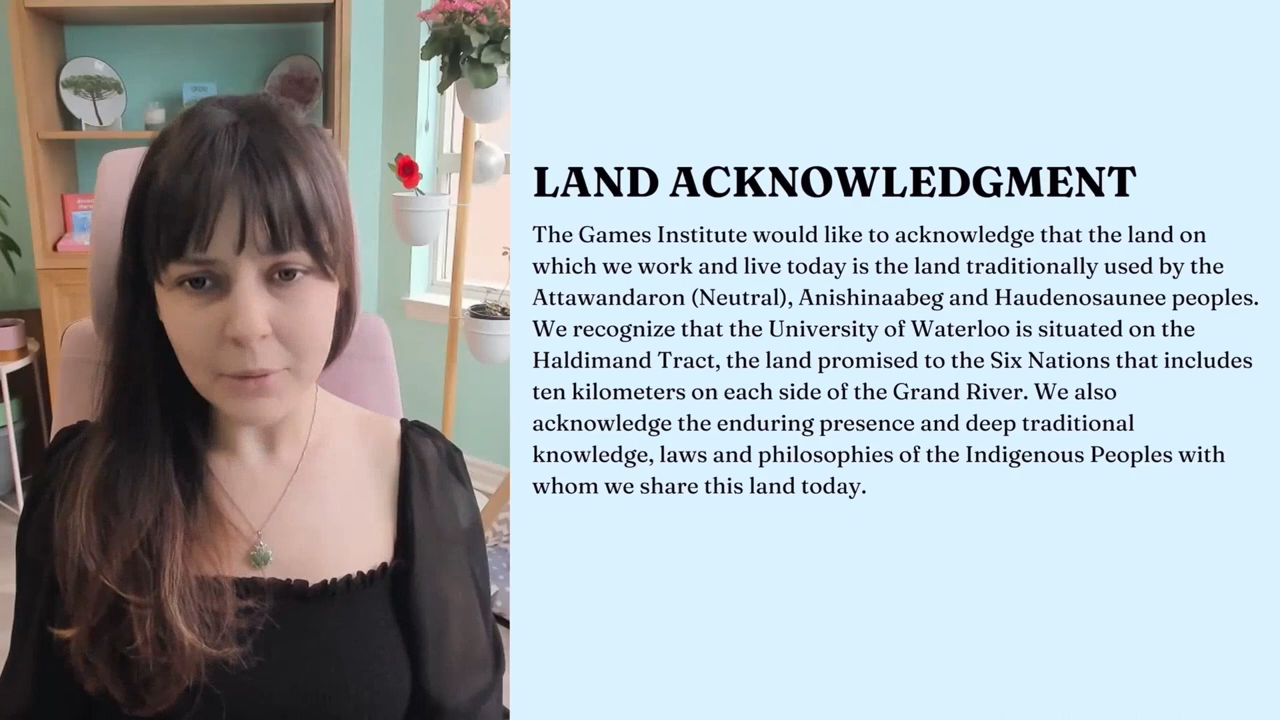 LAND ACKNOWLEDGMENT
The Games Institute would like to acknowledge that the land on
which we work and live today is the land traditionally used by the
Attawandaron (Neutral), Anishinaabeg and Haudenosaunee peoples.
We recognize that the University of Waterloo is situated on the
Haldimand Tract, the land promised to the Six Nations that includes
ten kilometers on each side of the Grand River. We also
acknowledge the enduring presence and deep traditional
knowledge, laws and philosophies of the Indigenous Peoples with
whom we share this land today.